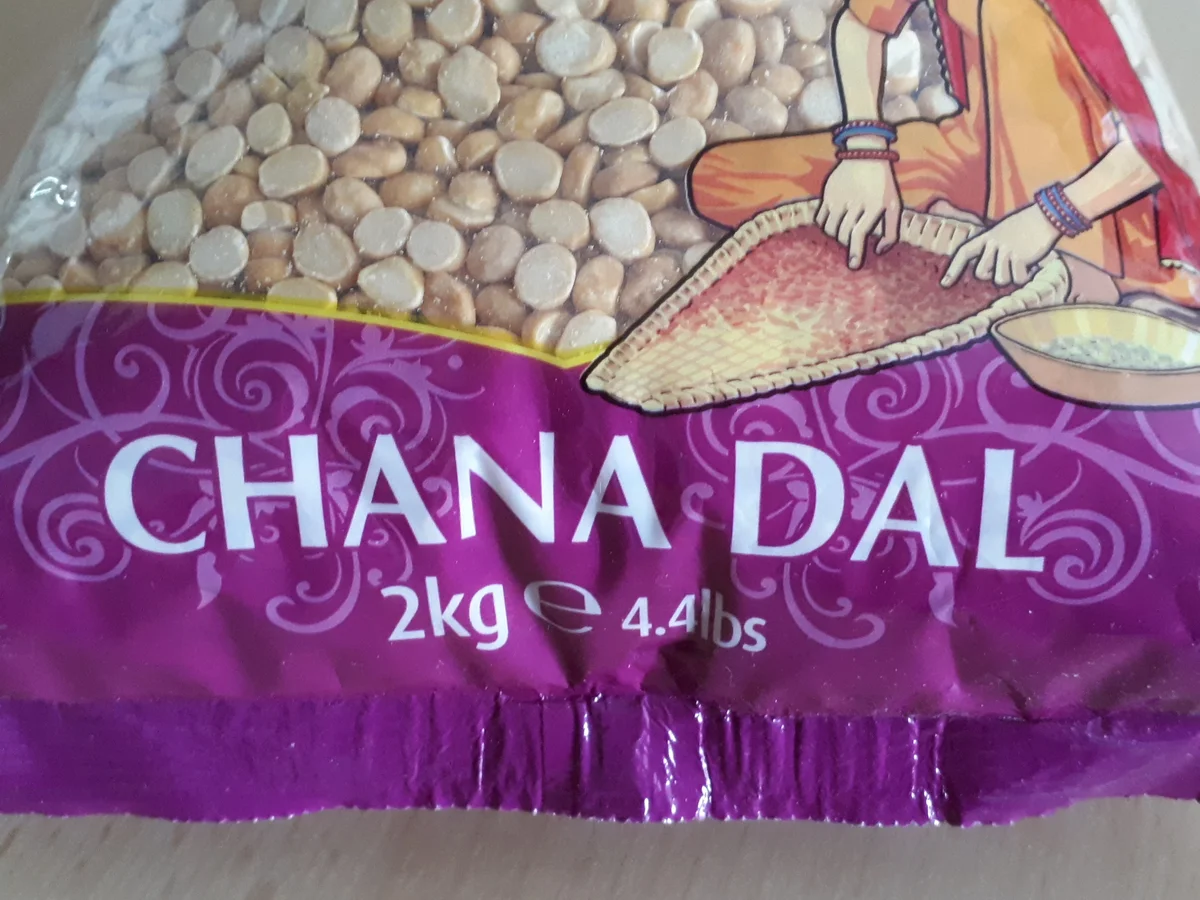 CHANA DAL
2kg ℮ 4.4lbs